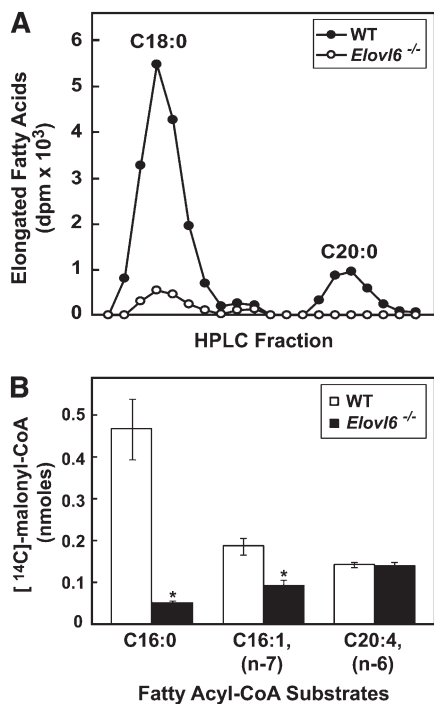 A
C18:0
WT
Elovl6 -/-
C20:0
Elongated Fatty Acids
(dpm x 10³)
6
5
4
3
2
1
0
HPLC Fraction
B
WT
Elovl6 -/-
[¹⁴C]-malonyl-CoA
(nmoles)
0.5
0.4
0.3
0.2
0.1
0
*
*
C16:0
C16:1,
(n-7)
C20:4,
(n-6)
Fatty Acyl-CoA Substrates